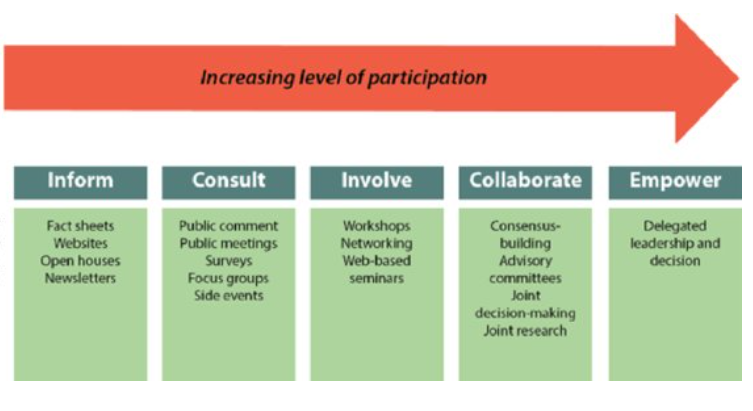 Increasing level of participation
Inform
Fact sheets
Websites
Open houses
Newsletters
Consult
Public comment
Public meetings
Surveys
Focus groups
Side events
Involve
Workshops
Networking
Web-based
seminars
Collaborate
Consensus-
building
Advisory
committees
Joint
decision-making
Joint research
Empower
Delegated
leadership and
decision